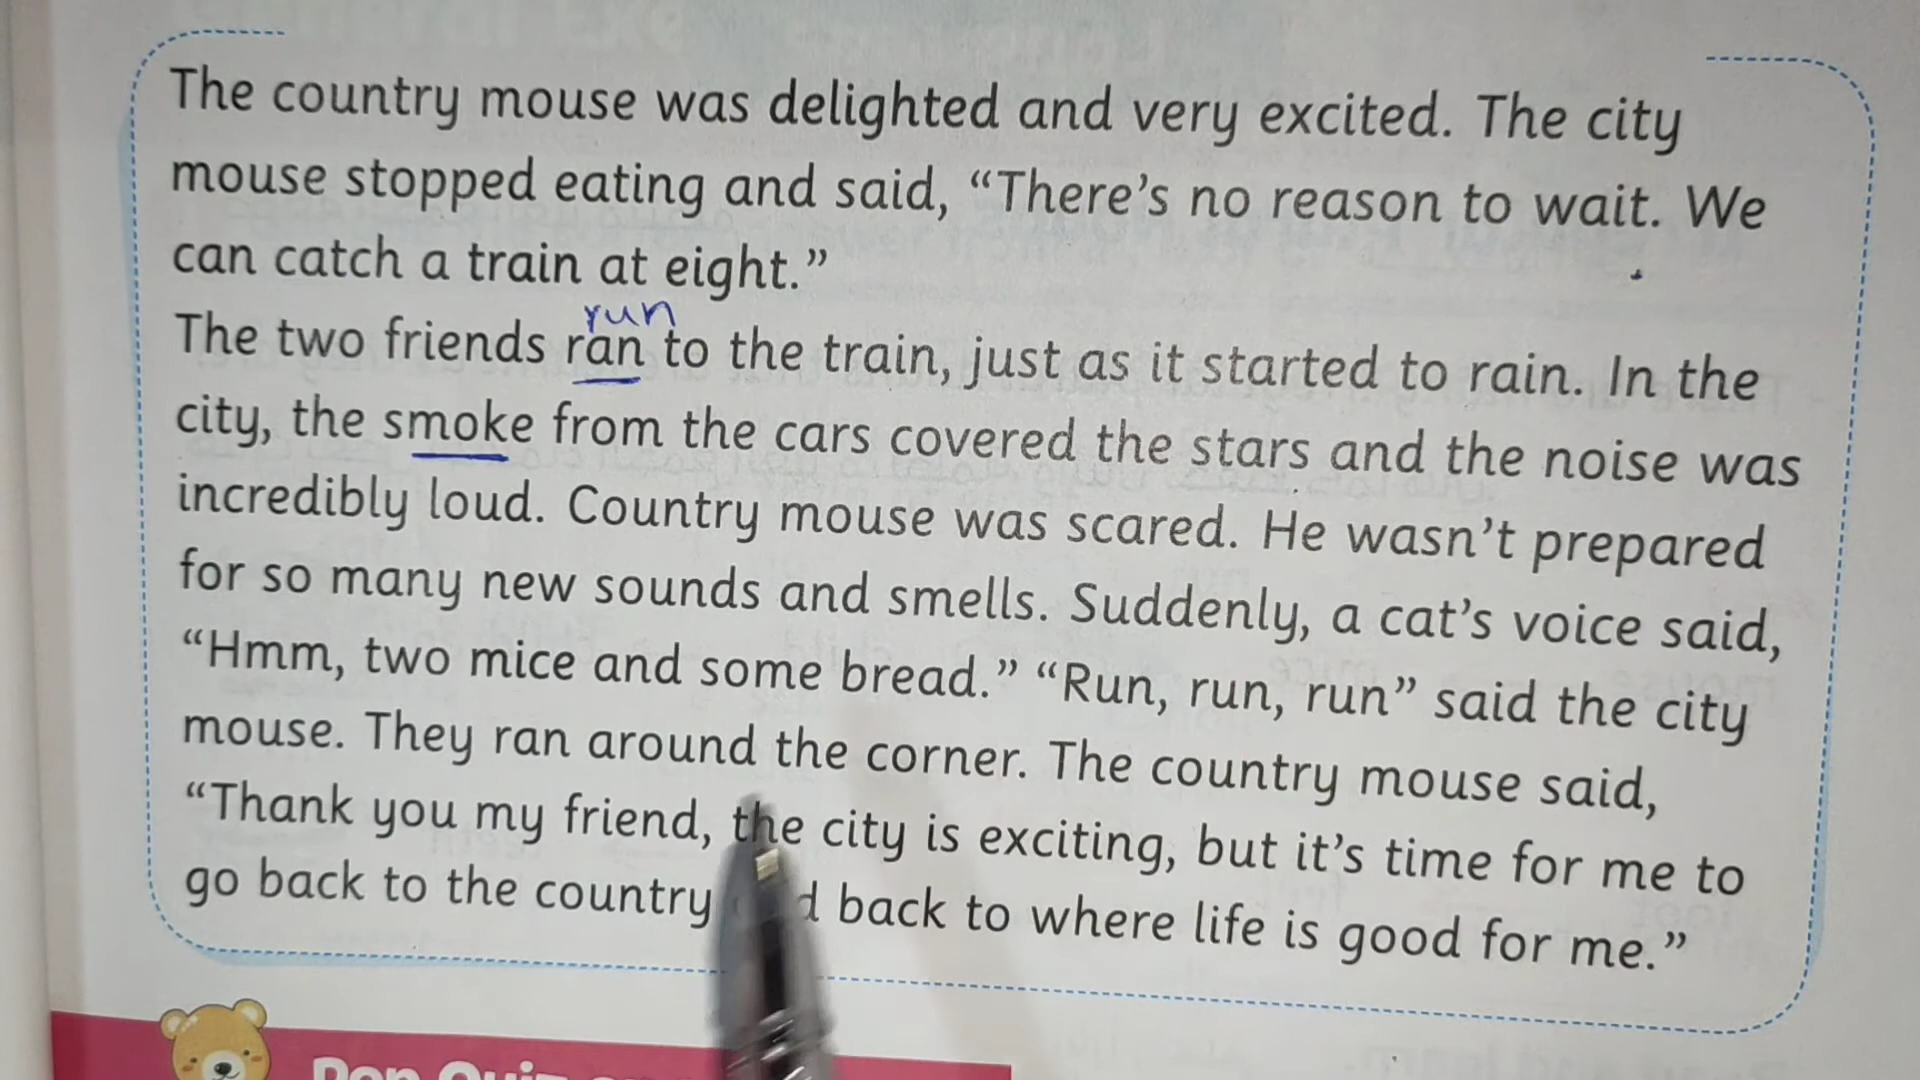 The country mouse was delighted and very excited. The city
mouse stopped eating and said, “There’s no reason to wait. We
can catch a train at eight.”
run
The two friends ran to the train, just as it started to rain. In the
city, the smoke from the cars covered the stars and the noise was
incredibly loud. Country mouse was scared. He wasn’t prepared
for so many new sounds and smells. Suddenly, a cat’s voice said,
“Hmm, two mice and some bread.” “Run, run, run” said the city
mouse. They ran around the corner. The country mouse said,
“Thank you my friend, the city is exciting, but it’s time for me to
go back to the country back to where life is good for me.”
Pop Quiz